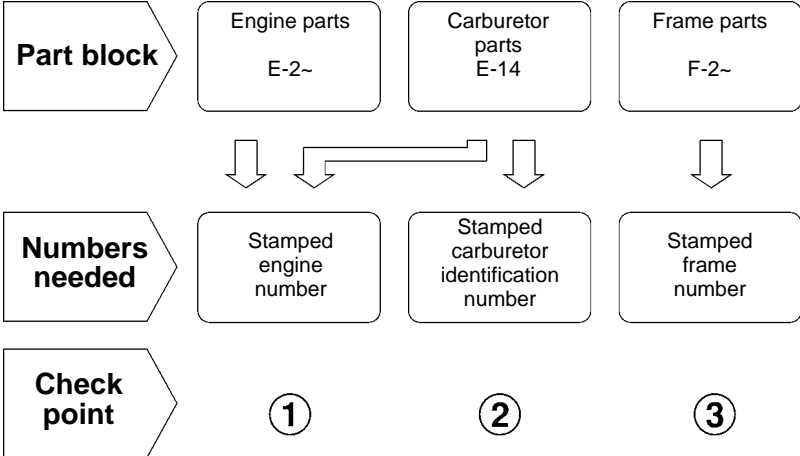 Part block
Engine parts
E-2~
Carburetor
parts
E-14
Frame parts
F-2~
Numbers
needed
Stamped
engine
number
Stamped
carburetor
identification
number
Stamped
frame
number
Check
point
1
2
3